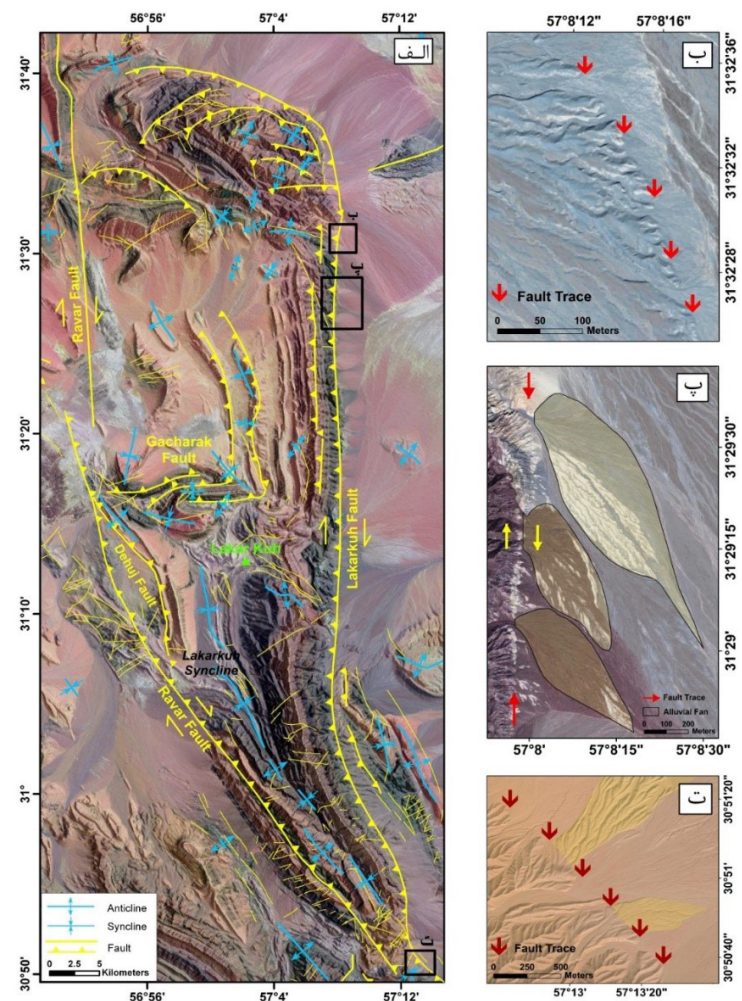 56°56' 57°4' 57°12'
الـف
31°40'
31°30'
31°20'
31°10'
31°
30°50'
56°56' 57°4' 57°12'
ب
پ
ت
Ravar Fault
Gacharak
Fault
Lakar Kuh
Lakarkuh Fault
Dehuj Fault
Lakarkuh
Syncline
Ravar Fault
Anticline
Syncline
Fault
0 2.5 5
Kilometers
57°8'12" 57°8'16"
ب
31°32'36"
31°32'32"
31°32'28"
Fault Trace
0 50 100
Meters
پ
31°29'30"
31°29'15"
31°29'
Fault Trace
Alluvial Fan
0 100 200
Meters
57°8' 57°8'15" 57°8'30"
ت
30°51'20"
30°51'
30°50'40"
Fault Trace
0 250 500
Meters
57°13' 57°13'20"